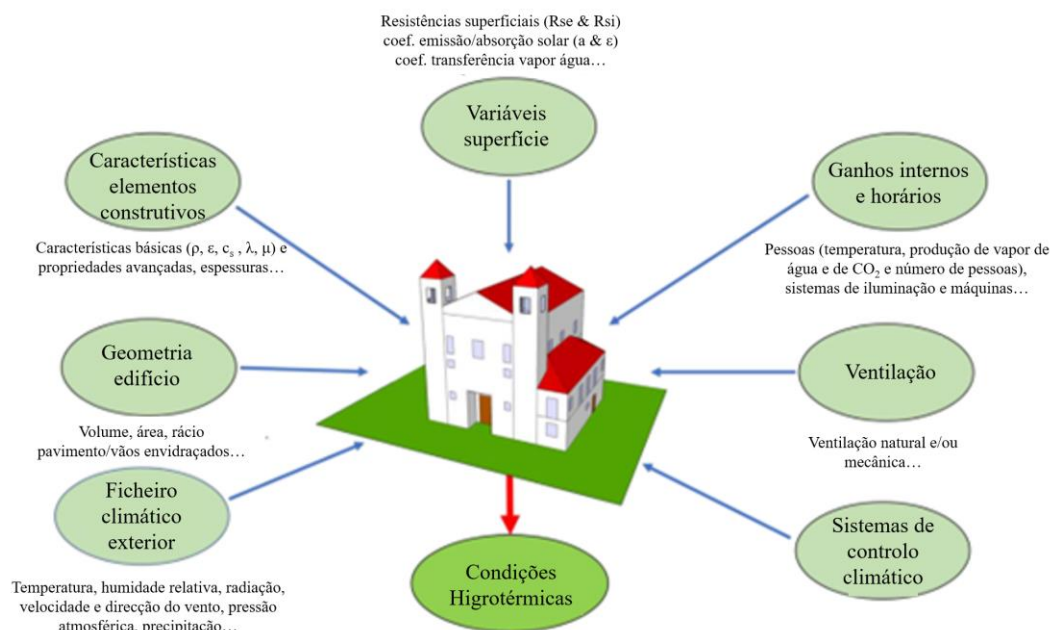 Resistências superficiais (Rse & Rsi)
coef. emissão/absorção solar (a & ε)
coef. transferência vapor água…
Variáveis
superfície
Características
elementos
construtivos
Características básicas (ρ, ε, cₛ , λ, μ) e
propriedades avançadas, espessuras…
Ganhos internos
e horários
Pessoas (temperatura, produção de vapor de
água e de CO₂ e número de pessoas),
sistemas de iluminação e máquinas…
Geometria
edifício
Volume, área, rácio
pavimento/vãos envidraçados…
Ventilação
Ventilação natural e/ou
mecânica…
Ficheiro
climático
exterior
Temperatura, humidade relativa, radiação,
velocidade e direcção do vento, pressão
atmosférica, precipitação…
Sistemas de
controlo
climático
Condições
Higrotérmicas